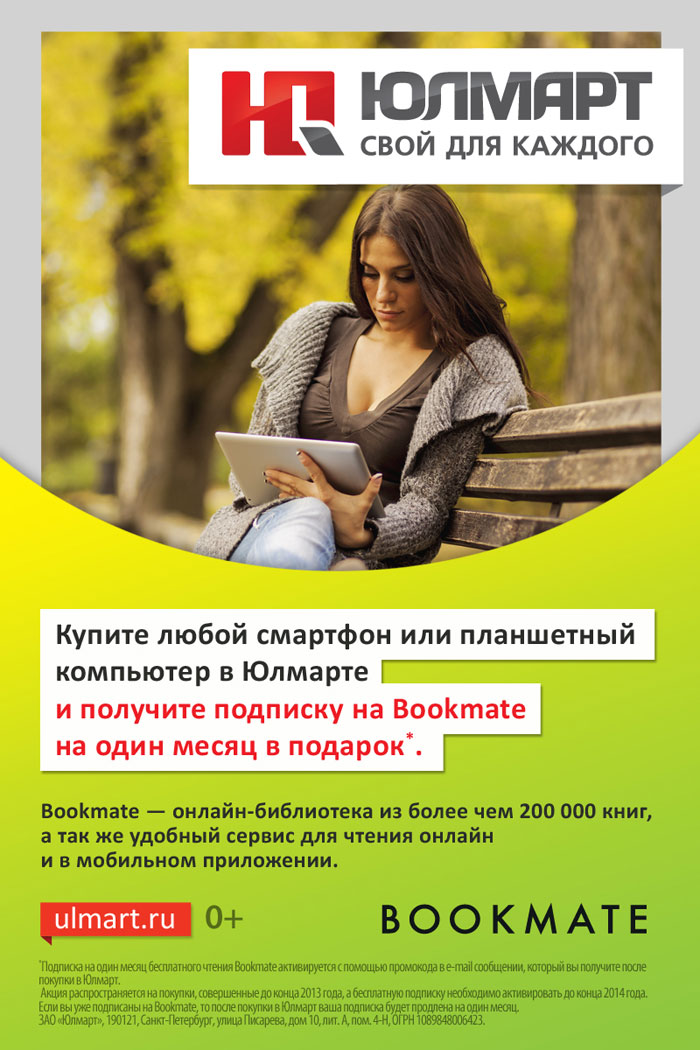 ЮЛМАРТ
СВОЙ ДЛЯ КАЖДОГО
Купите любой смартфон или планшетный
компьютер в Юлмарте
и получите подписку на Bookmate
на один месяц в подарок*.
Bookmate — онлайн-библиотека из более чем 200 000 книг,
а так же удобный сервис для чтения онлайн
и в мобильном приложении.
ulmart.ru 0+ BOOKMATE
*Подписка на один месяц бесплатного чтения Bookmate активируется с помощью промокода в e-mail сообщении, который вы получите после
покупки в Юлмарт.
Акция распространяется на покупки, совершенные до конца 2013 года, а бесплатную подписку необходимо активировать до конца 2014 года.
Если вы уже подписаны на Bookmate, то после покупки в Юлмарт ваша подписка будет продлена на один месяц.
ЗАО «Юлмарт», 190121, Санкт-Петербург, улица Писарева, дом 10, лит. А, пом. 4-Н, ОГРН 1089848006423.